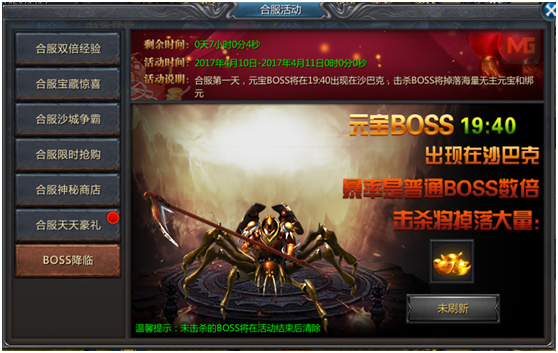 合服活动
合服双倍经验
合服宝藏惊喜
合服沙城争霸
合服限时抢购
合服神秘商店
合服天天豪礼
BOSS降临
剩余时间: 0天7小时0分4秒
活动时间: 2017年4月10日-2017年4月11日0时0分0秒
活动说明: 合服第一天,元宝BOSS将在19:40出现在沙巴克,击杀BOSS将掉落海量无主元宝和绑
元
MG
元宝BOSS 19:40
出现在沙巴克
暴率是普通BOSS数倍
击杀将掉落大量:
未刷新
温馨提示:未击杀的BOSS将在活动结束后清除